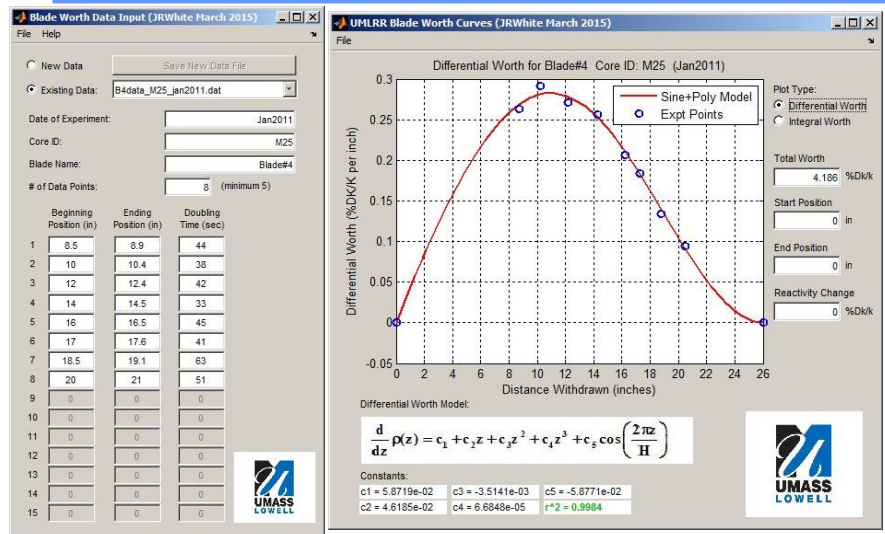 Blade Worth Data Input (JRWhite March 2015)
File Help
New Data Save New Data File
Existing Data: B4data_M25_jan2011.dat
Date of Experiment: Jan2011
Core ID: M25
Blade Name: Blade#4
# of Data Points: 8 (minimum 5)
Beginning Ending Doubling
Position (in) Position (in) Time (sec)
1 8.5 8.9 44
2 10 10.4 38
3 12 12.4 42
4 14 14.5 33
5 16 16.5 45
6 17 17.6 41
7 18.5 19.1 63
8 20 21 51
9 0 0 0
10 0 0 0
11 0 0 0
12 0 0 0
13 0 0 0
14 0 0 0
15 0 0 0
UMASS
LOWELL
UMLRR Blade Worth Curves (JRWhite March 2015)
File
Differential Worth for Blade#4 Core ID: M25 (Jan2011)
Differential Worth (%DK/K per inch)
0.3
0.25
0.2
0.15
0.1
0.05
0
-0.05
0 2 4 6 8 10 12 14 16 18 20 22 24 26
Distance Withdrawn (inches)
Sine+Poly Model
Expt Points
Plot Type:
Differential Worth
Integral Worth
Total Worth
4.186 %Dk/k
Start Position
0 in
End Position
0 in
Reactivity Change
0 %Dk/k
Differential Worth Model:
d/dz ρ(z) = c₁ + c₂z + c₃z² + c₄z³ + c₅cos(2πz/H)
Constants:
c1 = 5.8719e-02 c3 = -3.5141e-03 c5 = -5.8771e-02
c2 = 4.6185e-02 c4 = 6.6848e-05 r^2 = 0.9984
UMASS
LOWELL